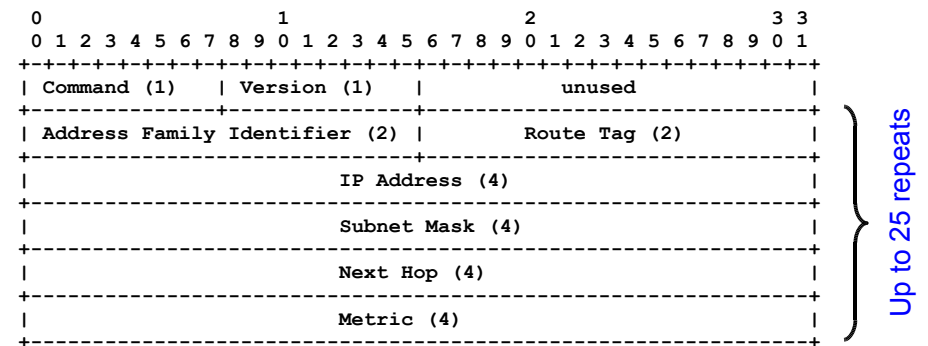 0                   1                   2                   3 3
0 1 2 3 4 5 6 7 8 9 0 1 2 3 4 5 6 7 8 9 0 1 2 3 4 5 6 7 8 9 0 1
+-+-+-+-+-+-+-+-+-+-+-+-+-+-+-+-+-+-+-+-+-+-+-+-+-+-+-+-+-+-+-+-+
| Command (1) | Version (1) | unused |
+---------------+---------------+-------------------------------+
| Address Family Identifier (2) | Route Tag (2) |
+-------------------------------+-------------------------------+
| IP Address (4) |
+---------------------------------------------------------------+
| Subnet Mask (4) |
+---------------------------------------------------------------+
| Next Hop (4) |
+---------------------------------------------------------------+
| Metric (4) |
+---------------------------------------------------------------+
Up to 25 repeats